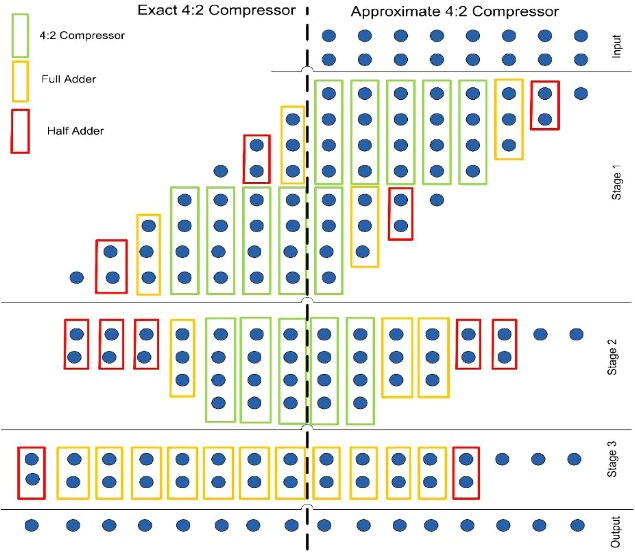 Exact 4:2 Compressor
Approximate 4:2 Compressor
4:2 Compressor
Full Adder
Half Adder
Input
Stage 1
Stage 2
Stage 3
Output